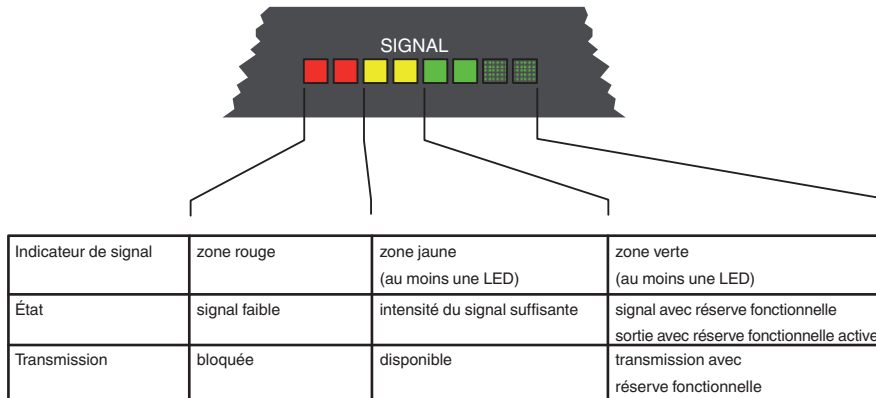 SIGNAL
Indicateur de signal
zone rouge
zone jaune
(au moins une LED)
zone verte
(au moins une LED)
État
signal faible
intensité du signal suffisante
signal avec réserve fonctionnelle
sortie avec réserve fonctionnelle active
Transmission
bloquée
disponible
transmission avec
réserve fonctionnelle